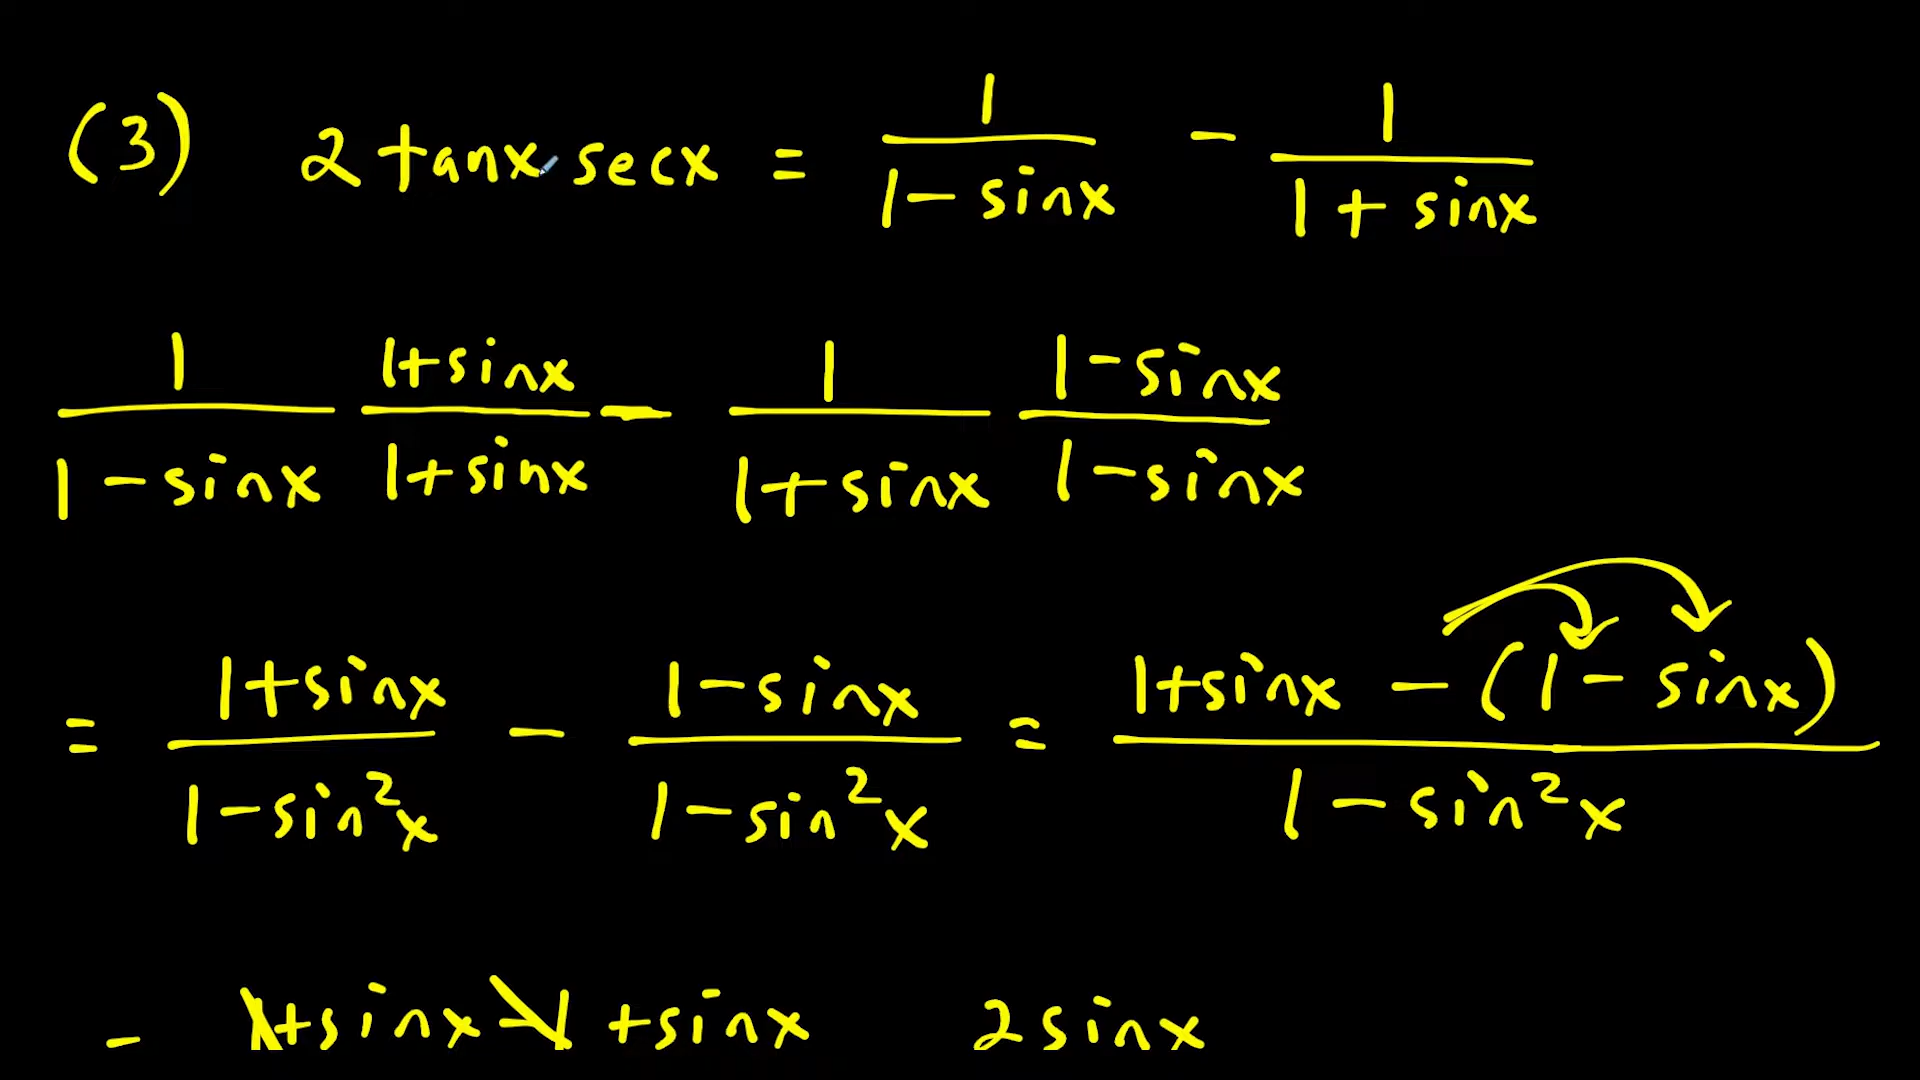 (3) 2 tanx secx = 1/(1 - sinx) - 1/(1 + sinx)
1/(1 - sinx) (1+sinx)/(1+sinx) - 1/(1+sinx) (1-sinx)/(1-sinx)
= (1+sinx)/(1-sin²x) - (1-sinx)/(1-sin²x) = (1+sinx - (1 - sinx))/(1 - sin²x)
- 1+sinx-1 +sinx 2sinx